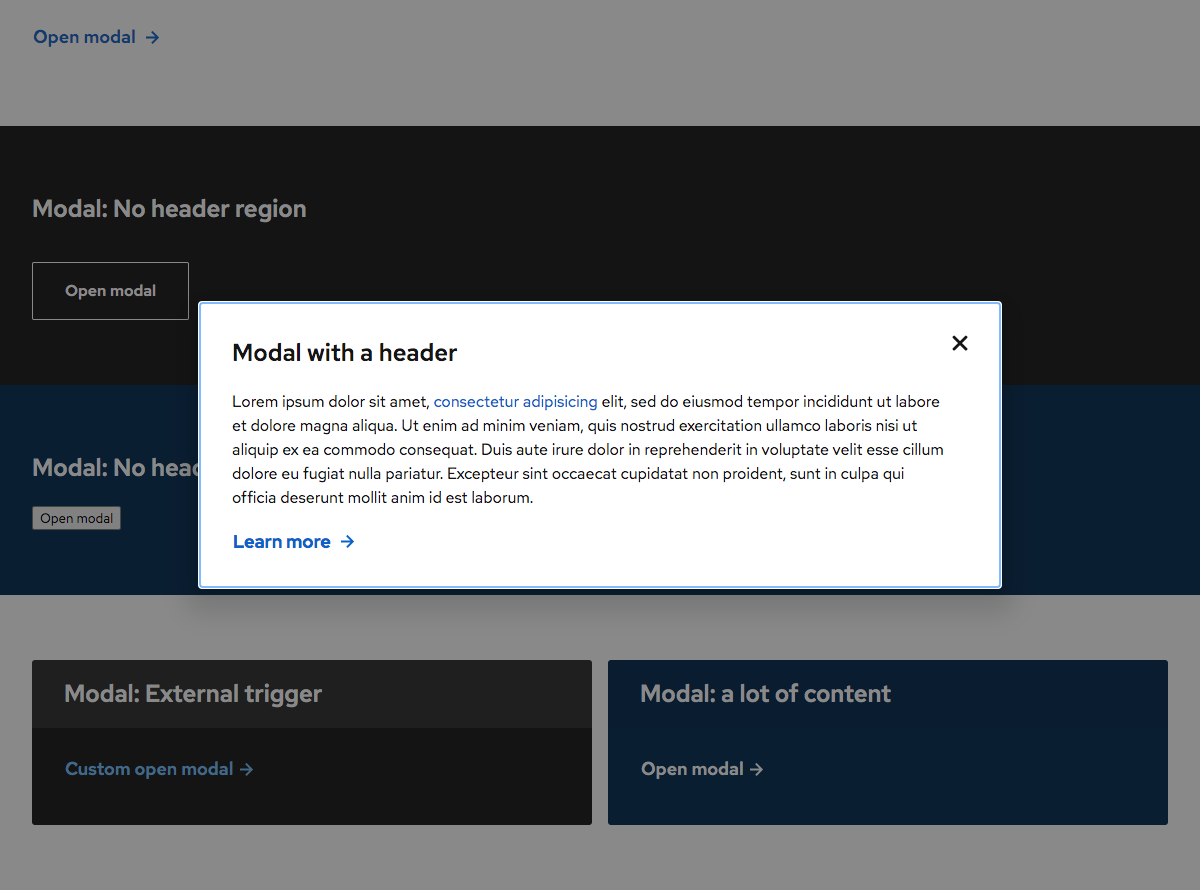 Open modal →
Modal: No header region
Open modal
Modal with a header
Lorem ipsum dolor sit amet, consectetur adipisicing elit, sed do eiusmod tempor incididunt ut labore
et dolore magna aliqua. Ut enim ad minim veniam, quis nostrud exercitation ullamco laboris nisi ut
aliquip ex ea commodo consequat. Duis aute irure dolor in reprehenderit in voluptate velit esse cillum
dolore eu fugiat nulla pariatur. Excepteur sint occaecat cupidatat non proident, sunt in culpa qui
officia deserunt mollit anim id est laborum.
Learn more →
Modal: No
Open modal
Modal: External trigger
Custom open modal →
Modal: a lot of content
Open modal →